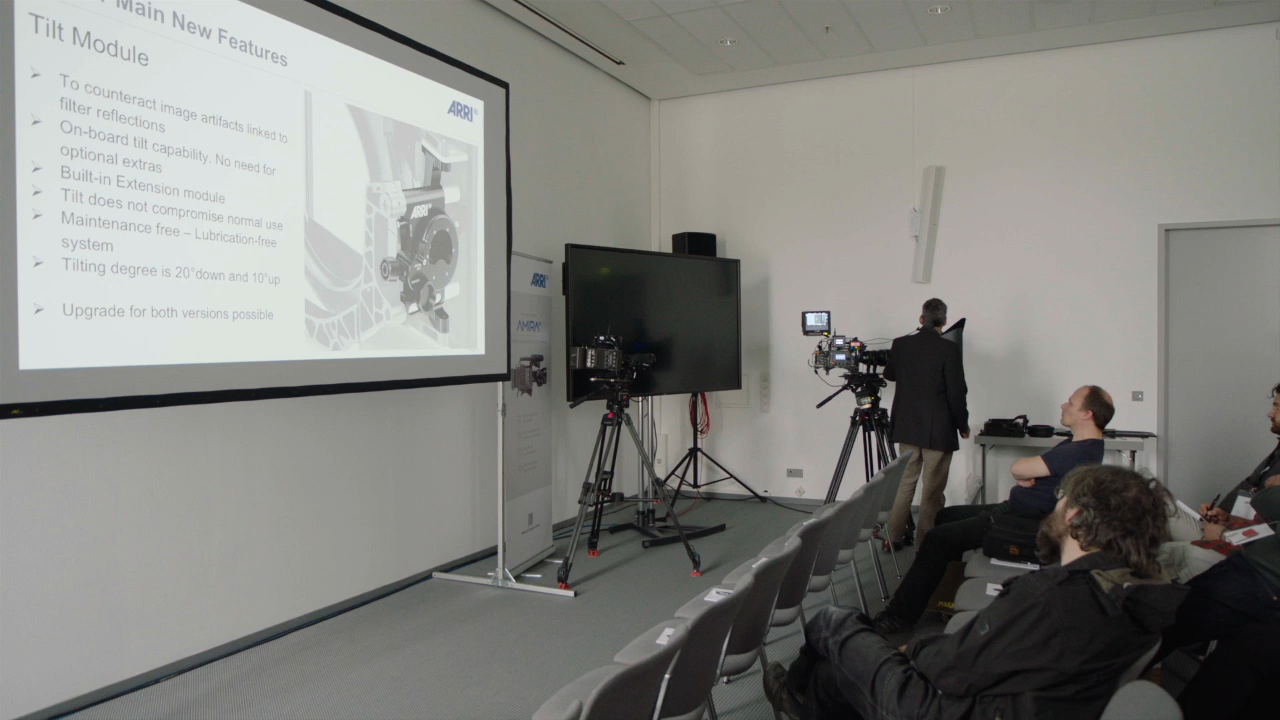 Main New Features
Tilt Module
ARRI
To counteract image artifacts linked to
filter reflections
On-board tilt capability. No need for
optional extras
Built-in Extension module
Tilt does not compromise normal use
Maintenance free – Lubrication-free
system
Tilting degree is 20°down and 10°up
Upgrade for both versions possible
ARRI
ARRI
AMIRA